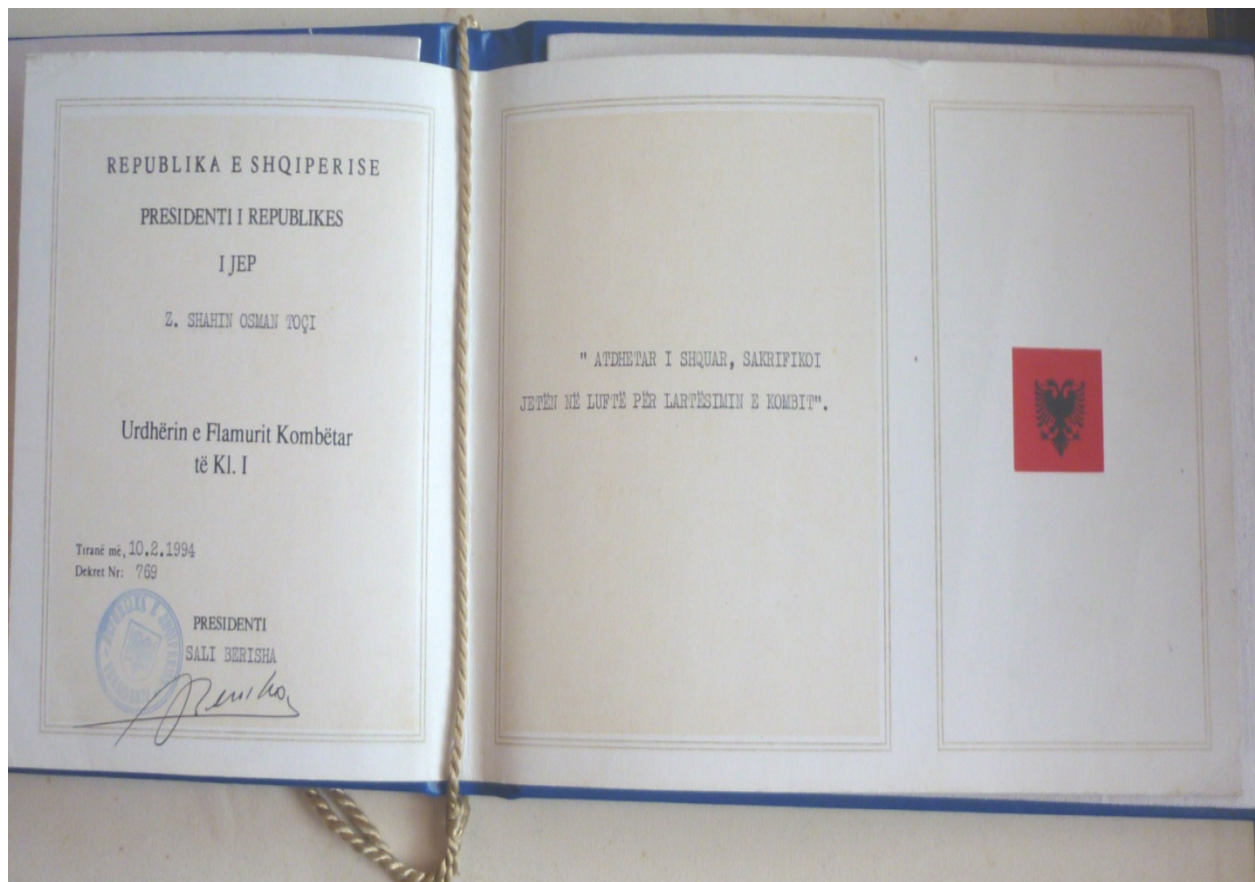 REPUBLIKA E SHQIPERISE
PRESIDENTI I REPUBLIKES
I JEP
Z. SHAHIN OSMAN TOÇI
Urdhërin e Flamurit Kombëtar
të Kl. I
Tiranë më, 10.2.1994
Dekret Nr: 769
PRESIDENTI
SALI BERISHA
" ATDHETAR I SHQUAR, SAKRIFIKOI
JETËN NË LUFTË PËR LARTËSIMIN E KOMBIT".